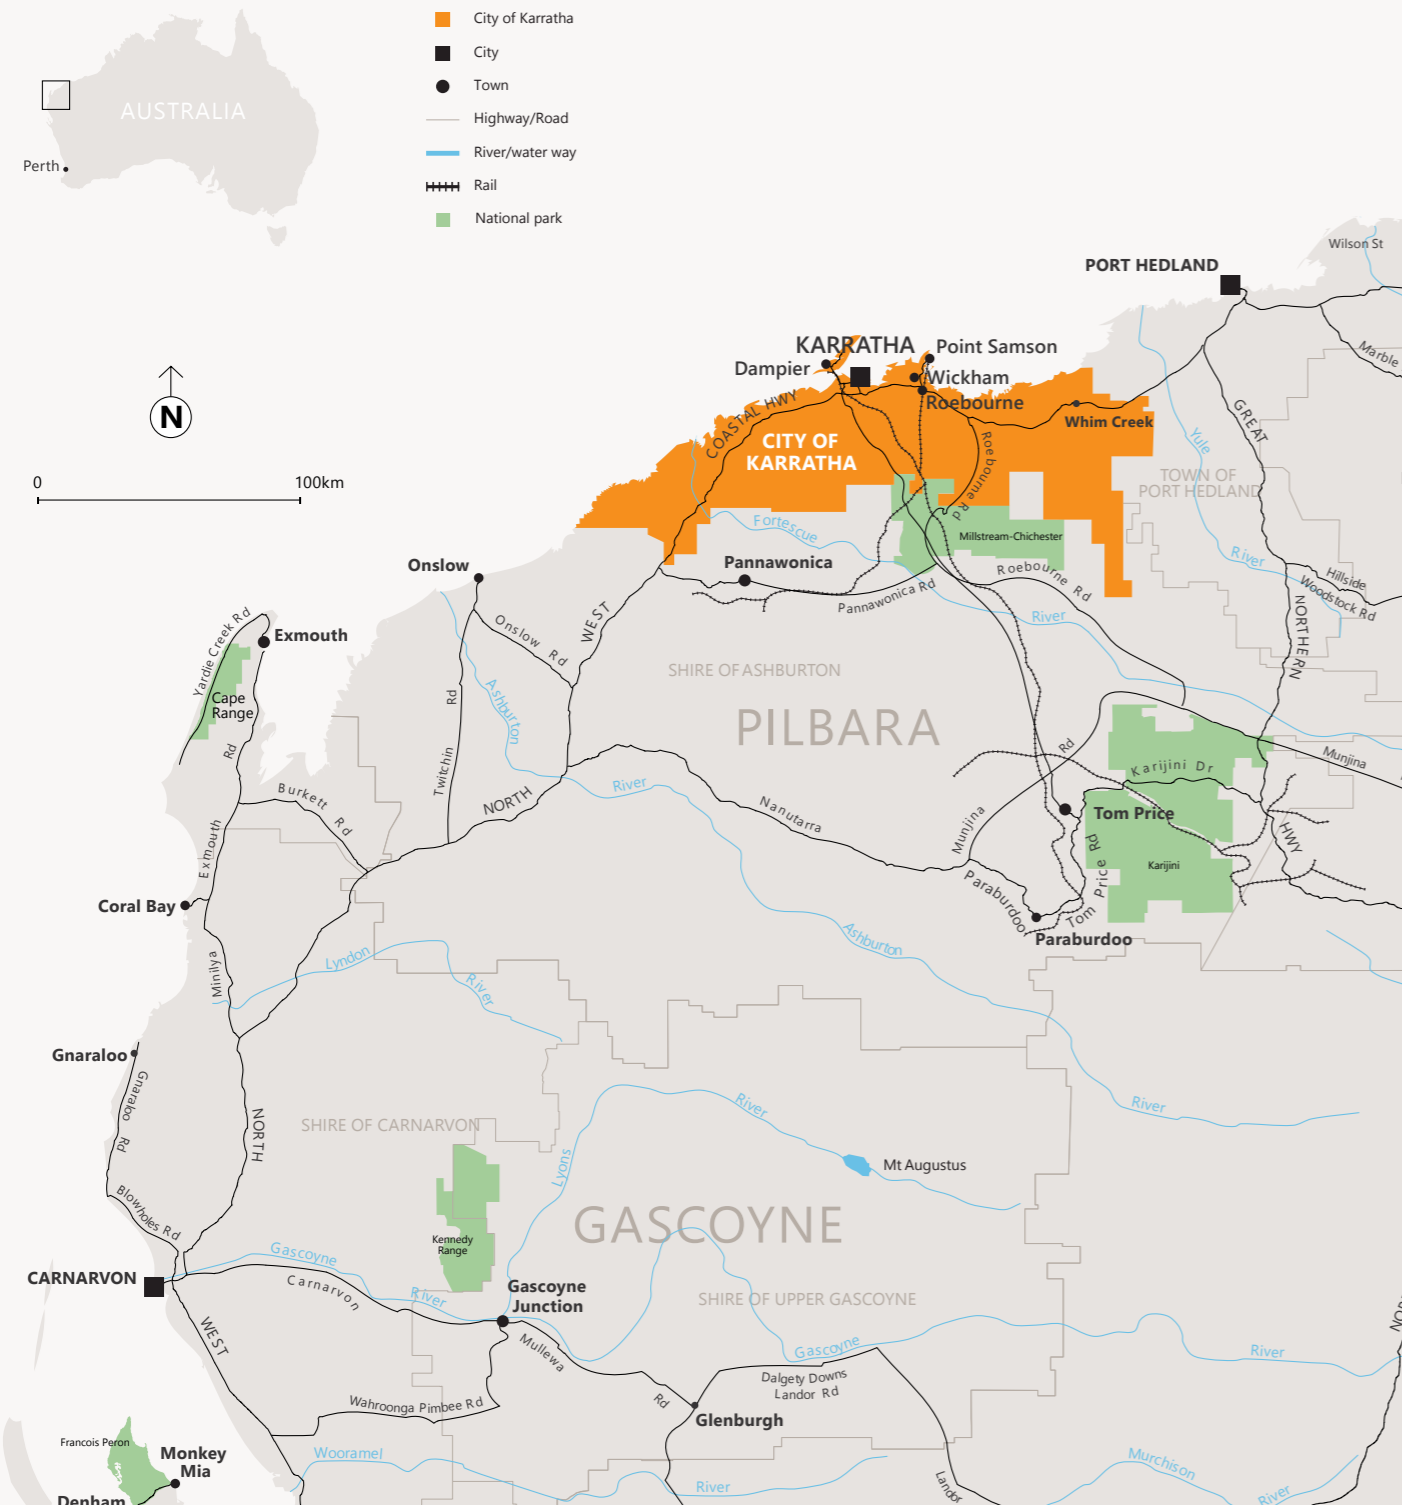 City of Karratha
City
Town
Highway/Road
River/water way
Rail
National park
AUSTRALIA
Perth
N
0
100km
Wilson St
PORT HEDLAND
Marble
KARRATHA
Point Samson
Dampier
Wickham
Roebourne
COASTAL HWY
Whim Creek
GREAT
CITY OF
KARRATHA
Roebourne Rd
Yule
TOWN OF
PORT HEDLAND
Fortescue
Millstream-Chichester
Onslow
Pannawonica
Roebourne Rd
River
Hillside
Woodstock Rd
Pannawonica Rd
River
NORTHERN
Yardie Creek Rd
Exmouth
Onslow Rd
WEST
SHIRE OF ASHBURTON
Cape
Range
Ashburton
PILBARA
Rd
Rd
Twitchin
Rd
Karijini Dr
Munjina
Burkett
Rd
NORTH
River
Nanutarra
Munjina
Tom Price
HWY
Exmouth
Karijini
Tom Price Rd
Coral Bay
Paraburdoo
Paraburdoo
Minilya
Lyndon
River
Ashburton
Gnaraloo
Gnaraloo Rd
NORTH
SHIRE OF CARNARVON
River
River
Lyons
Mt Augustus
Blowholes Rd
GASCOYNE
Kennedy
Range
CARNARVON
Gascoyne
Carnarvon
River
Gascoyne
Junction
SHIRE OF UPPER GASCOYNE
WEST
Mullewa
Rd
Gascoyne
River
Dalgety Downs
Landor Rd
Wahroonga Pimbee Rd
Glenburgh
Francois Peron
Monkey
Mia
Wooramel
River
Landor
Murchison
River
Denham